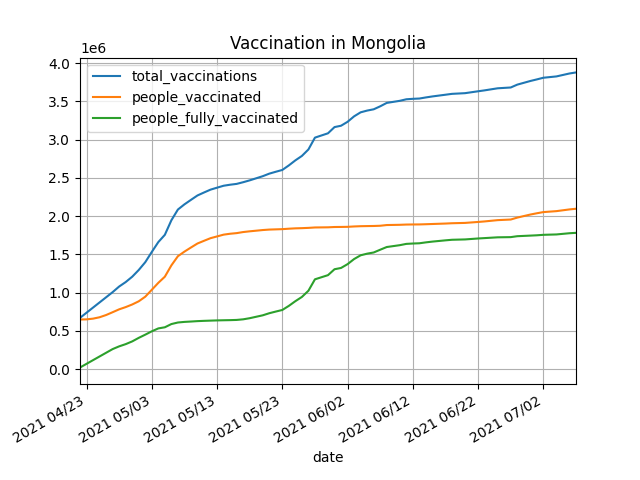 Vaccination in Mongolia
1e6
total_vaccinations
people_vaccinated
people_fully_vaccinated
4.0
3.5
3.0
2.5
2.0
1.5
1.0
0.5
0.0
2021 04/23
2021 05/03
2021 05/13
2021 05/23
2021 06/02
2021 06/12
2021 06/22
2021 07/02
date